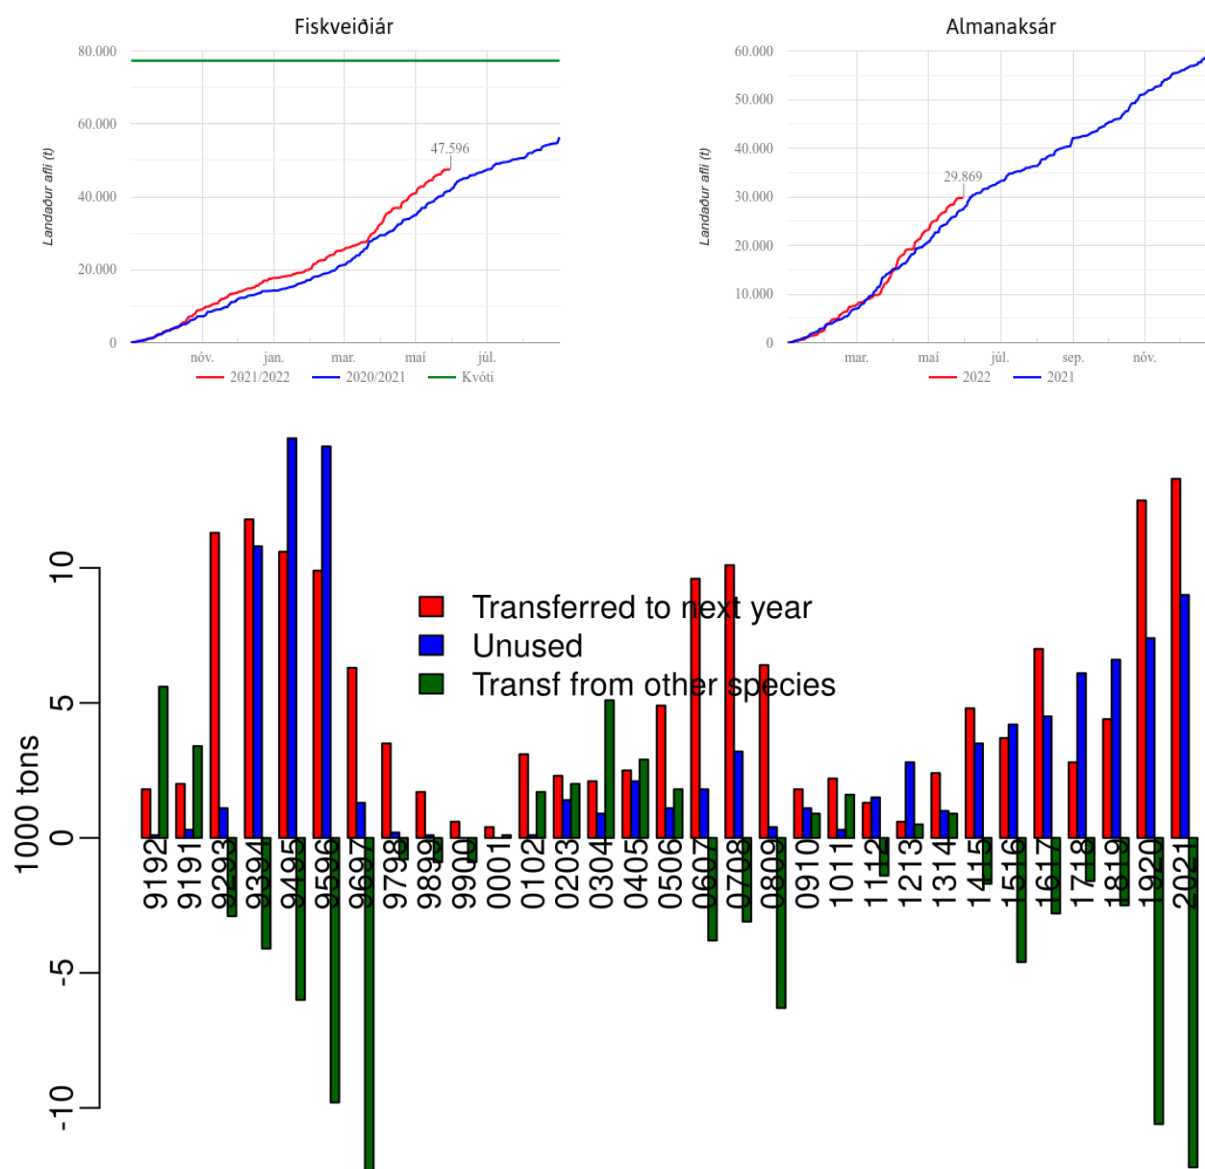 Fiskveiðiár
80.000
60.000
40.000
20.000
0
Landaður afli (t)
47.596
nóv.
jan.
mar.
maí
júl.
2021/2022
2020/2021
Kvóti
Almanaksár
60.000
50.000
40.000
30.000
20.000
10.000
0
Landaður afli (t)
29.869
mar.
maí
júl.
sep.
nóv.
2022
2021
1000 tons
10
5
0
-5
-10
Transferred to next year
Unused
Transf from other species
9192
9191
9293
9394
9495
9596
9697
9798
9899
9900
0001
0102
0203
0304
0405
0506
0607
0708
0809
0910
1011
1112
1213
1314
1415
1516
1617
1718
1819
1920
2021